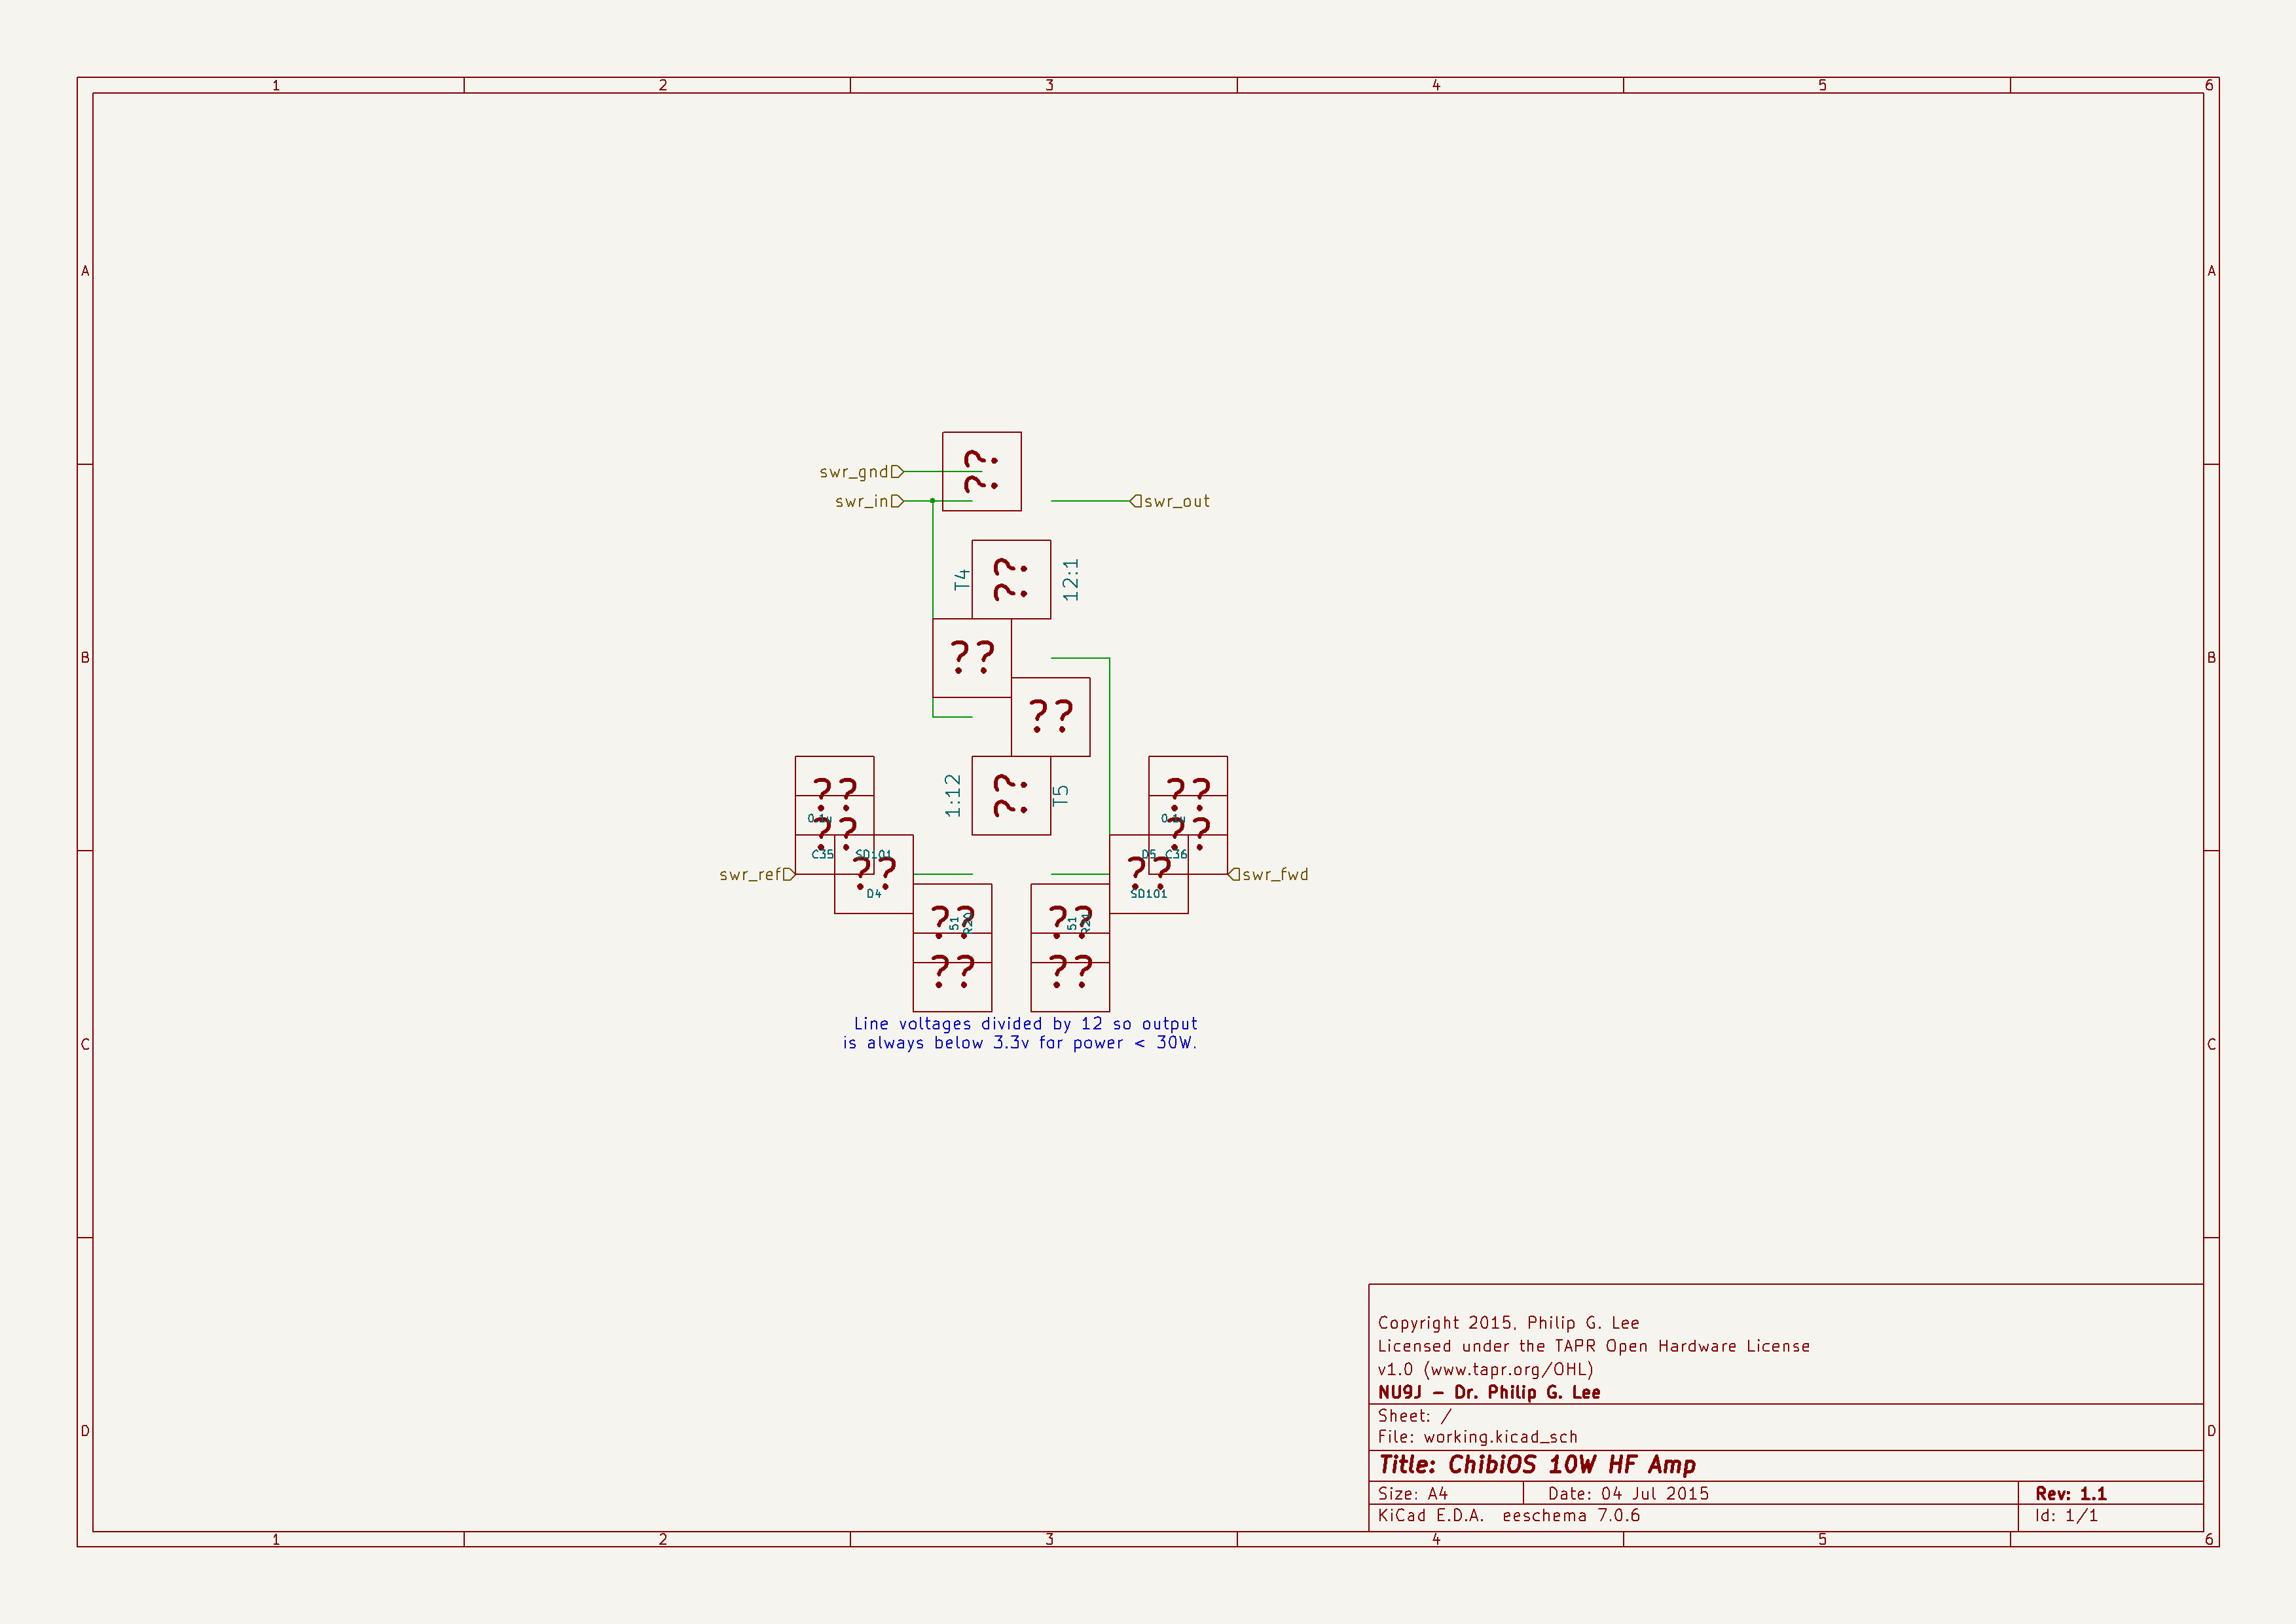 1 2 3 4 5 6
A A
??
swr_gnd
swr_in
swr_out
T4
??
12:1
??
B B
??
1:12
??
T5
??
??
0.1u
0.1u
??
??
C35
SD101
D5
C36
swr_ref
??
??
swr_fwd
D4
SD101
??
51
R20
??
51
R21
??
??
Line voltages divided by 12 so output
is always below 3.3v for power < 30W.
C C
Copyright 2015, Philip G. Lee
Licensed under the TAPR Open Hardware License
v1.0 (www.tapr.org/OHL)
NU9J - Dr. Philip G. Lee
Sheet: /
File: working.kicad_sch
D D
Title: ChibiOS 10W HF Amp
Size: A4
Date: 04 Jul 2015
Rev: 1.1
KiCad E.D.A. eeschema 7.0.6
Id: 1/1
1 2 3 4 5 6